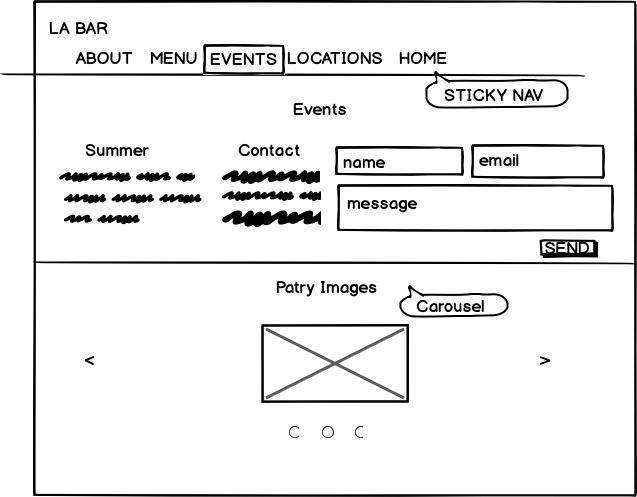 LA BAR
ABOUT MENU EVENTS LOCATIONS HOME
STICKY NAV
Events
Summer
Contact
name
email
message
SEND
Patry Images
Carousel
< >